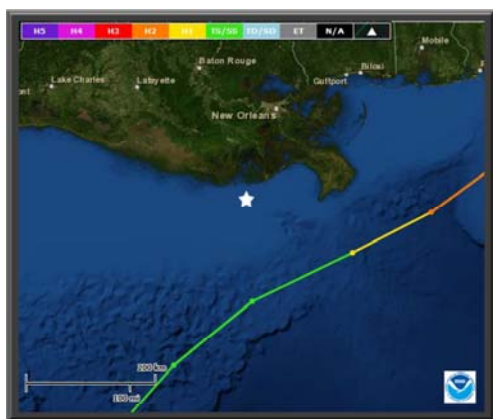 H5 H4 H3 H2 H1 TS/SS TD/SD ET N/A
Mobile
Baton Rouge
Lake Charles
Lafayette
Gulfport
Biloxi
New Orleans
200 km
100 mi